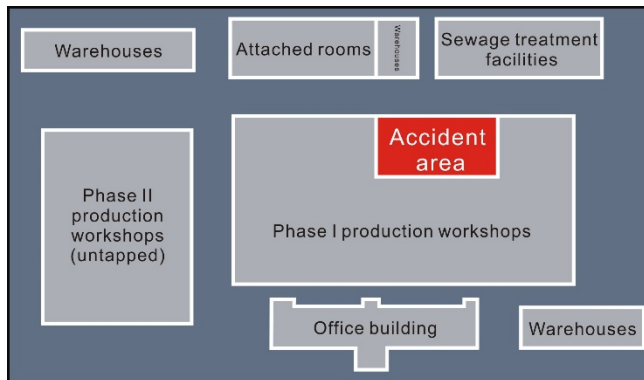 Warehouses
Attached rooms
Warehouses
Sewage treatment
facilities
Accident
area
Phase II
production
workshops
(untapped)
Phase I production workshops
Office building
Warehouses